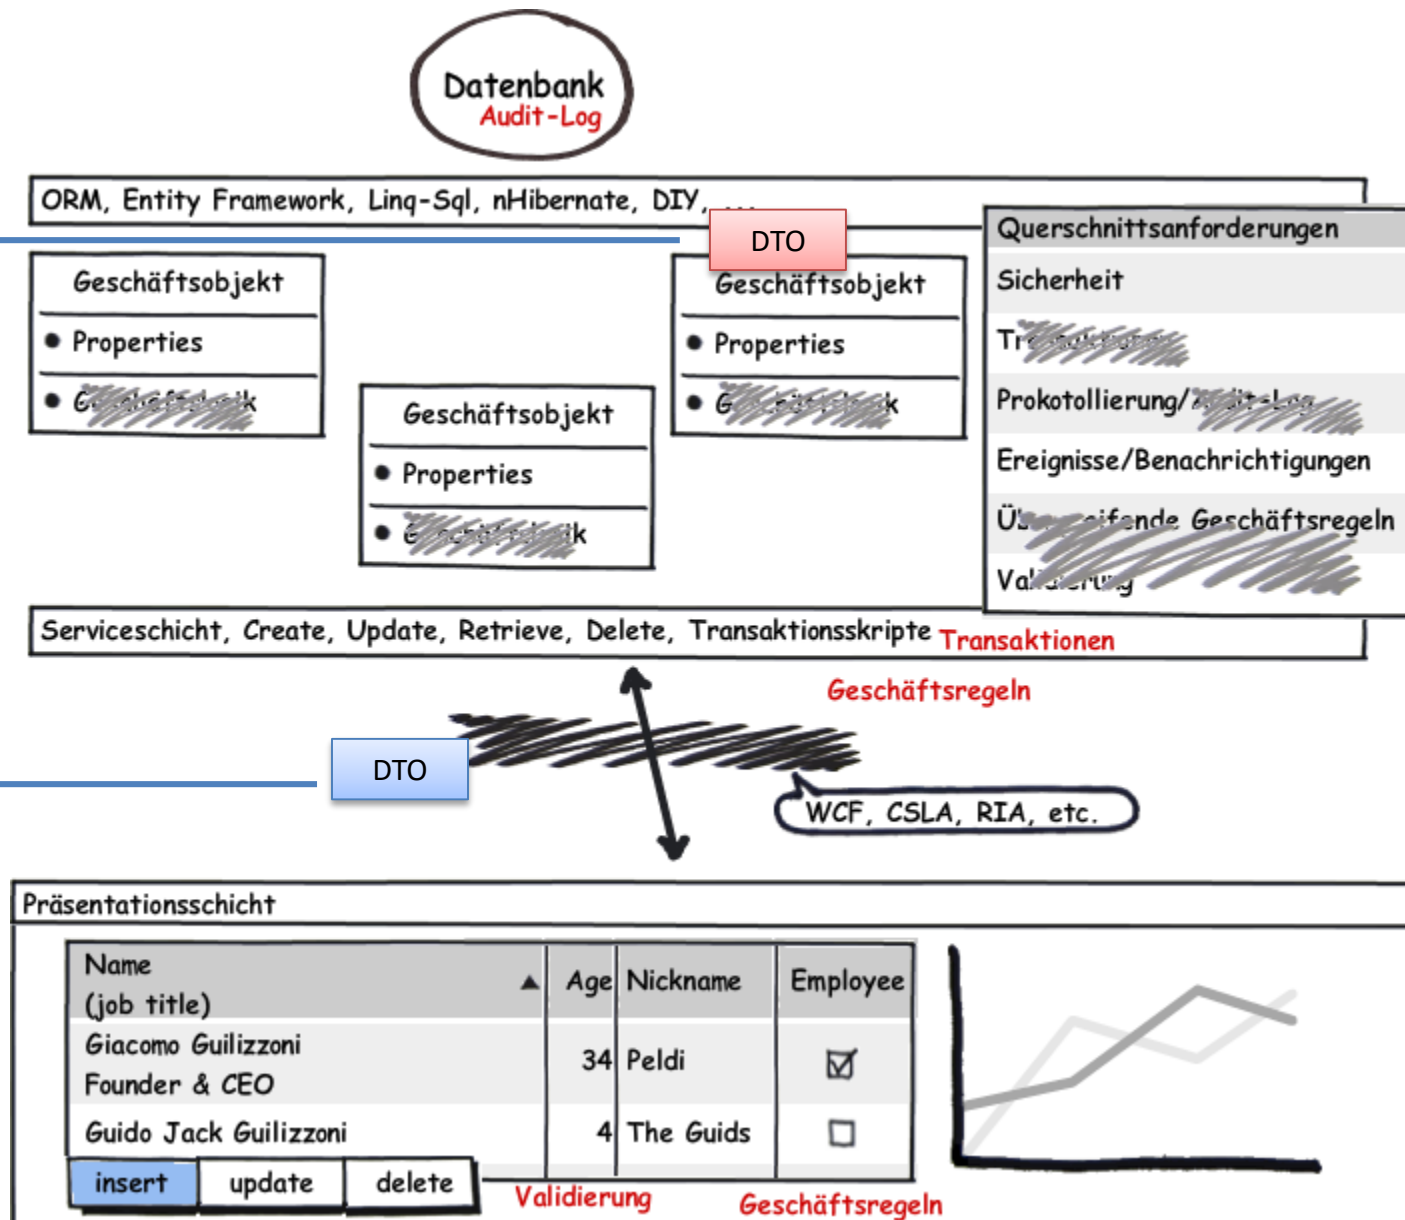 Datenbank
Audit-Log
ORM, Entity Framework, Linq-Sql, nHibernate, DIY, ...
DTO
Querschnittsanforderungen
Sicherheit
Prokotollierung/
Ereignisse/Benachrichtigungen
Geschäftsregeln
Geschäftsobjekt
Properties
Geschäftsobjekt
Properties
Geschäftsobjekt
Properties
Serviceschicht, Create, Update, Retrieve, Delete, Transaktionsskripte Transaktionen
Geschäftsregeln
DTO
WCF, CSLA, RIA, etc.
Präsentationsschicht
Name
(job title)
Age Nickname Employee
Giacomo Guilizzoni
Founder & CEO
34 Peldi
Guido Jack Guilizzoni 4 The Guids
insert update delete
Validierung Geschäftsregeln